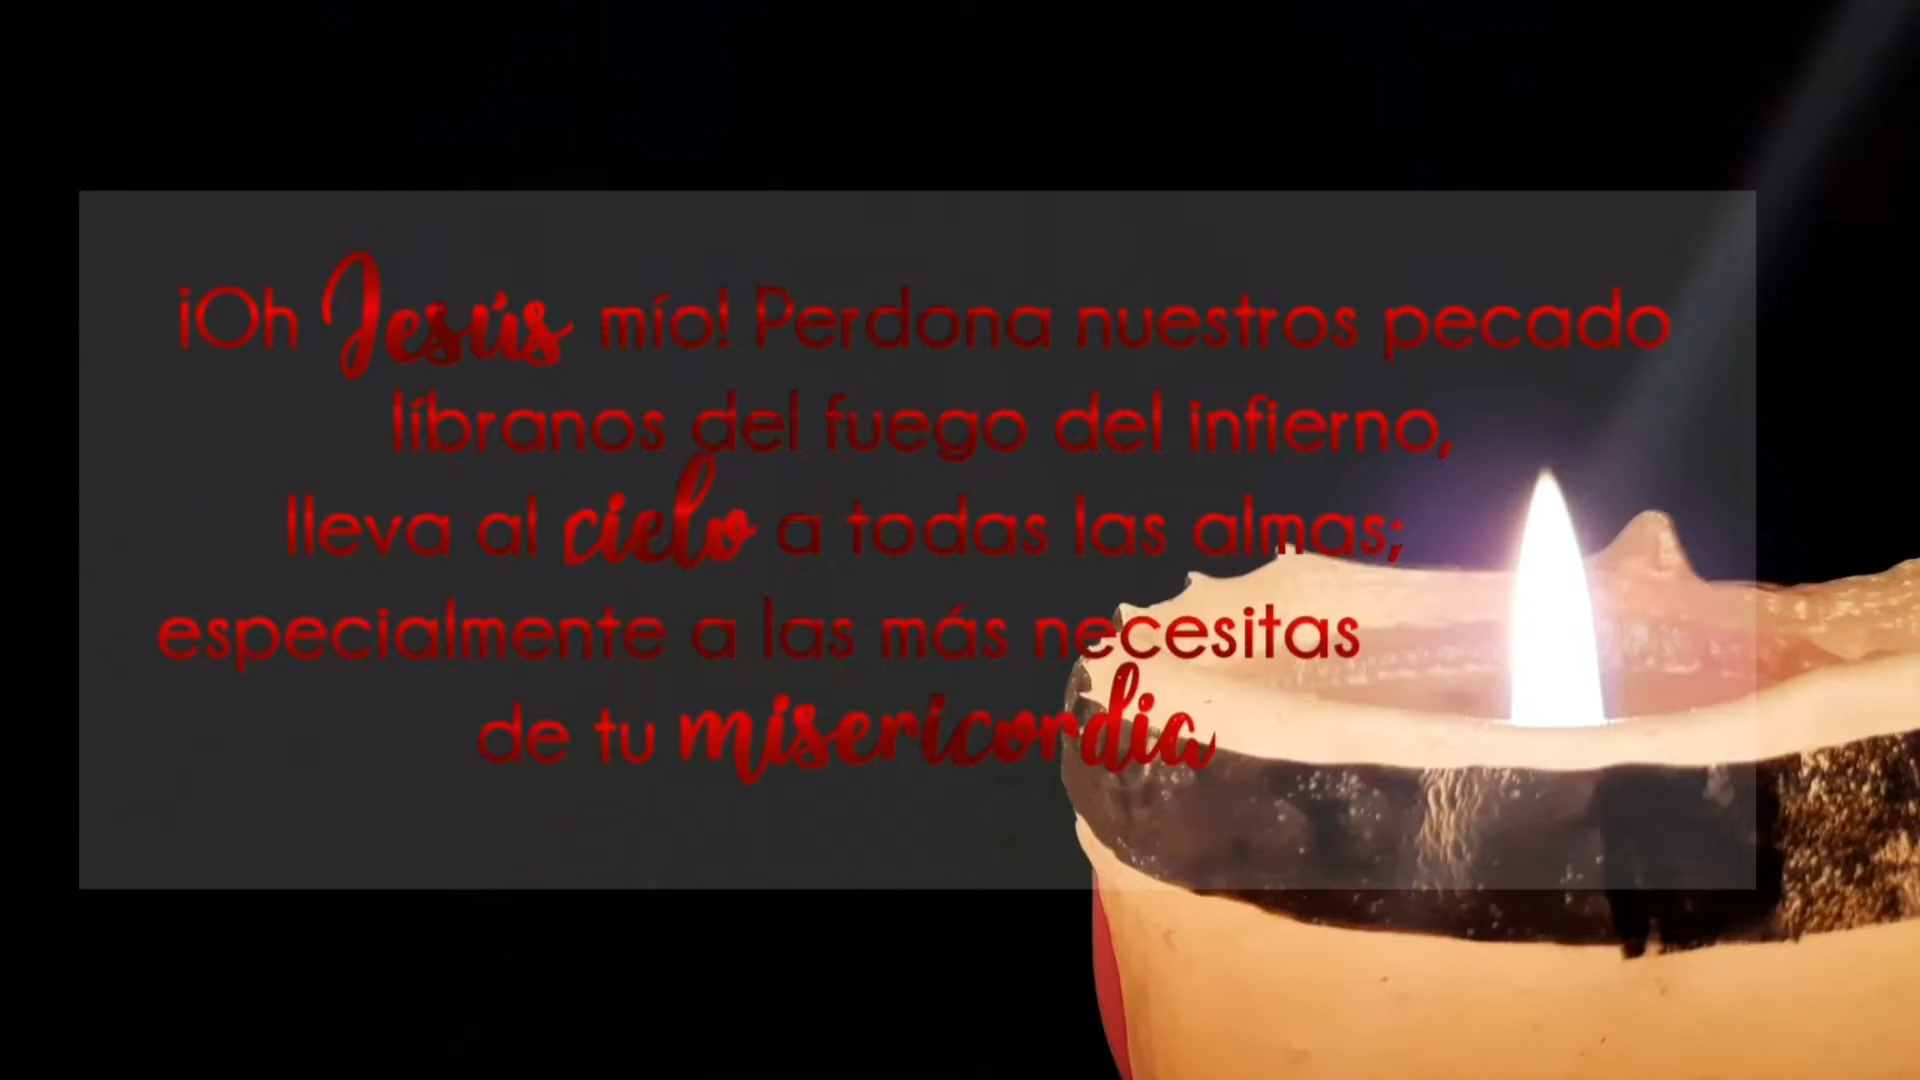 ¡Oh Jesús mío! Perdona nuestros pecado
líbranos del fuego del infierno,
lleva al cielo a todas las almas;
especialmente a las más necesitas
de tu misericordia